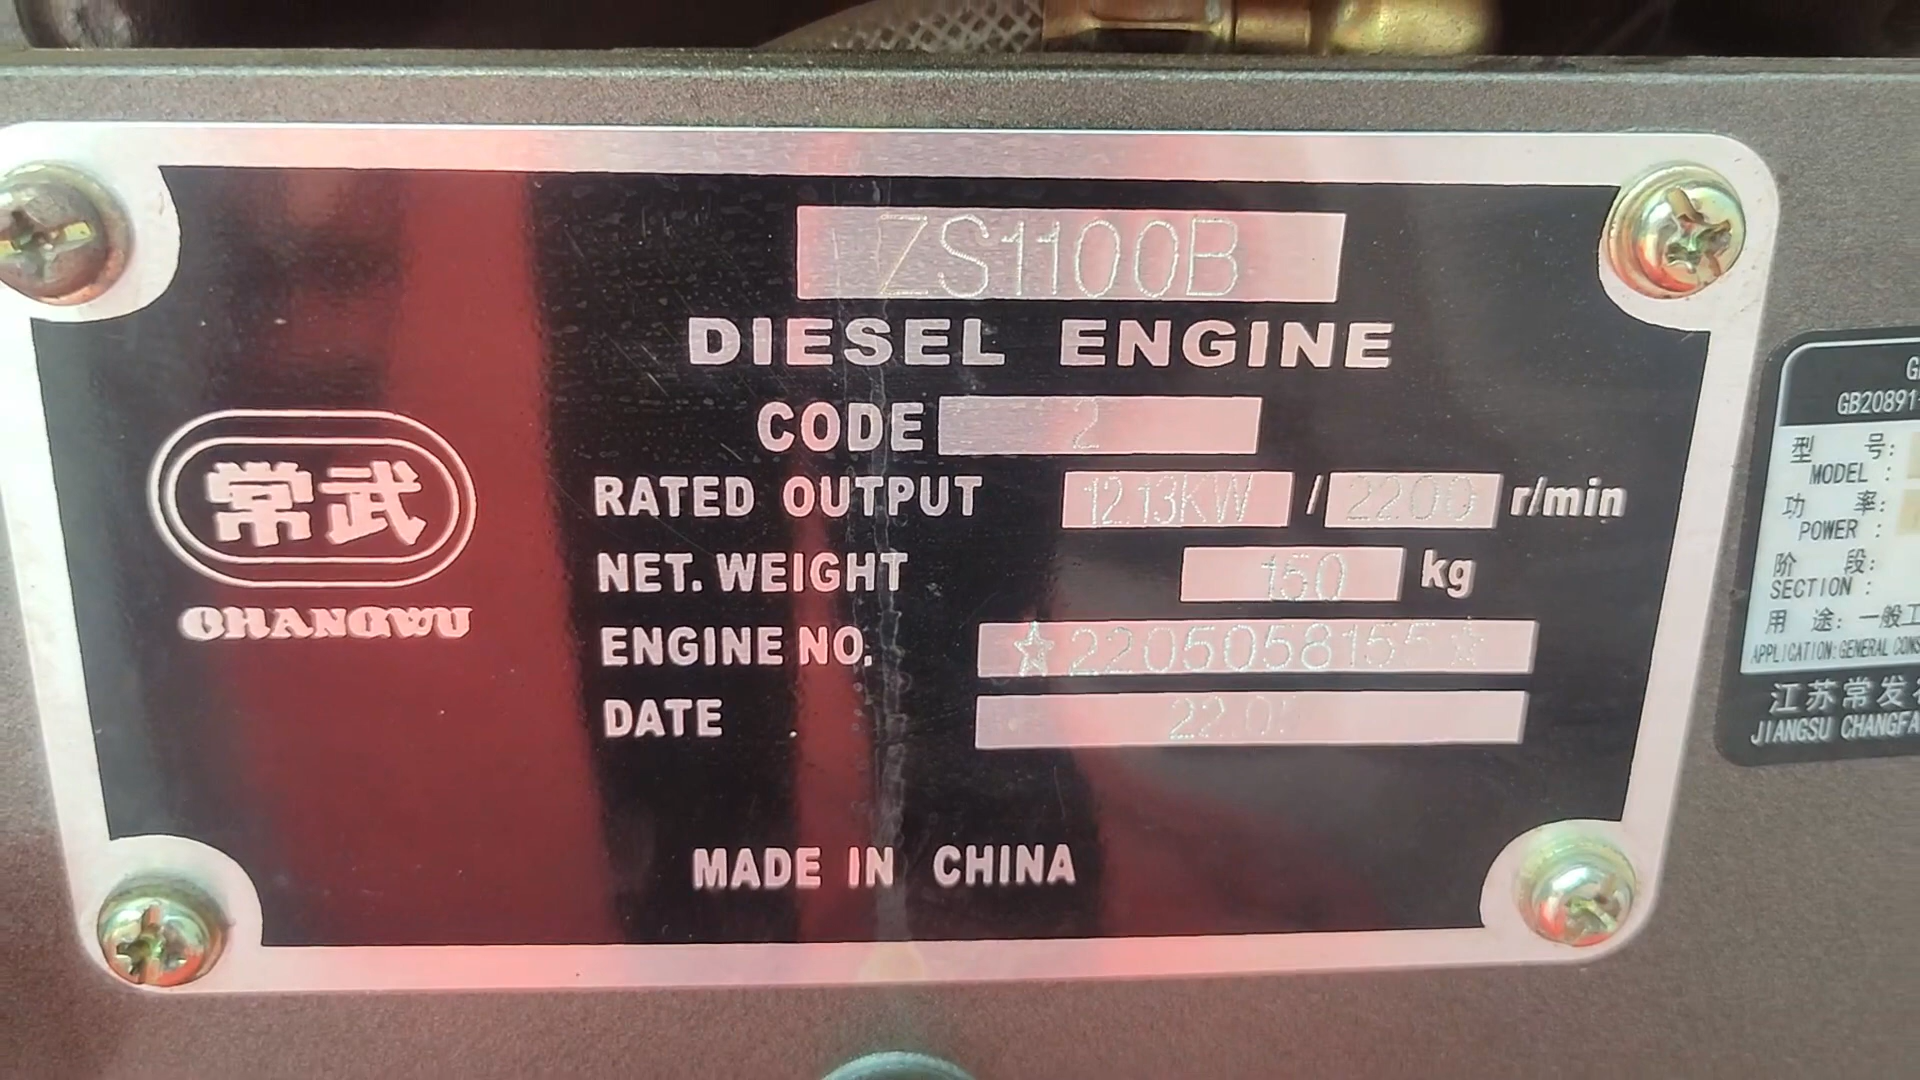 ZS1100B
DIESEL ENGINE
CODE 2
RATED OUTPUT 12.13KW / 2200 r/min
NET. WEIGHT 150 kg
ENGINE NO. ☆2205058155☆
DATE
MADE IN CHINA
常武
CHANGWU
GB20891
型 号:
MODEL :
功 率:
POWER :
阶 段:
SECTION :
用 途: 一般工
APPLICATION: GENERAL CONS
江苏常发
JIANGSU CHANGFA